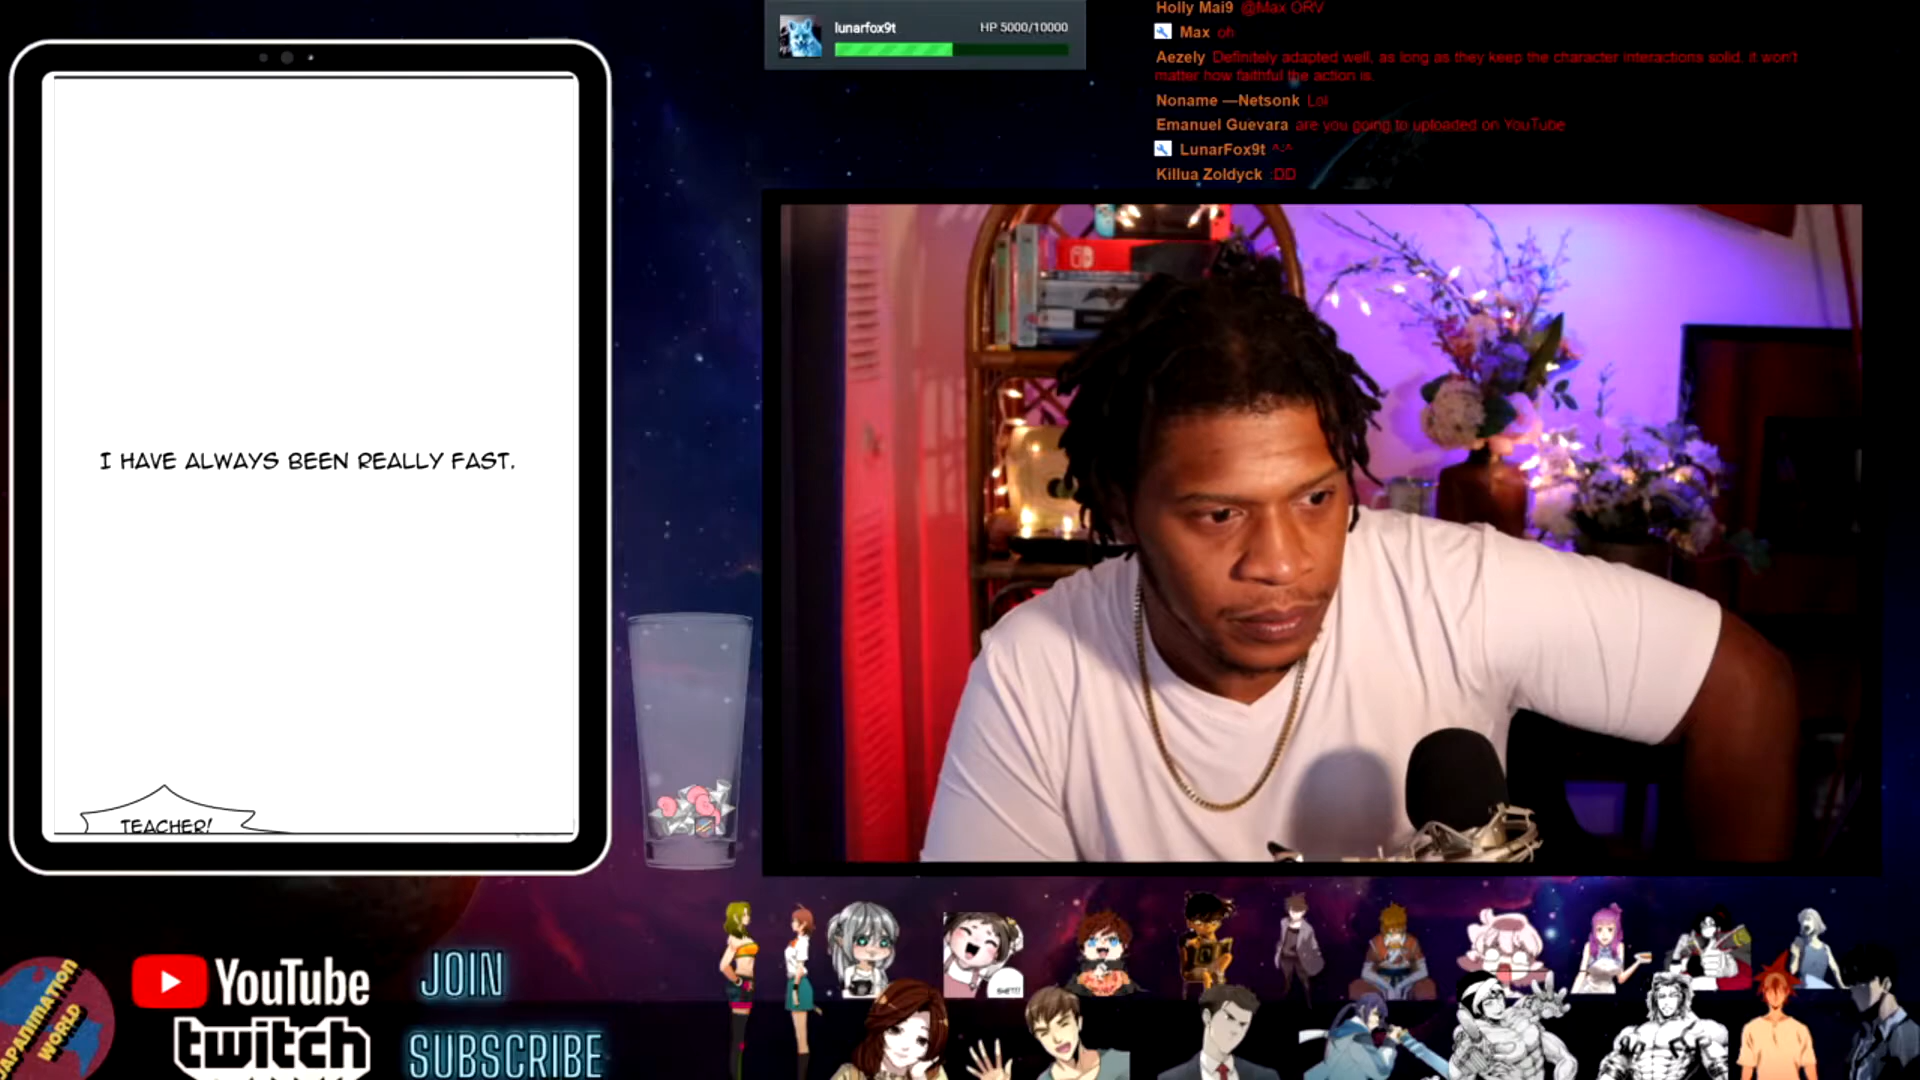 lunarfox9t
HP 5000/10000
Holly Mai9 @Max ORV
Max oh
Aezely Definitely adapted well, as long as they keep the character interactions solid. it won't
matter how faithful the action is.
Noname —Netsonk Lol
Emanuel Guevara are you going to uploaded on YouTube
LunarFox9t ^-^
Killua Zoldyck :DD
I HAVE ALWAYS BEEN REALLY FAST.
TEACHER!
JAPANIMATION
WORLD
YouTube
twitch
JOIN
SUBSCRIBE